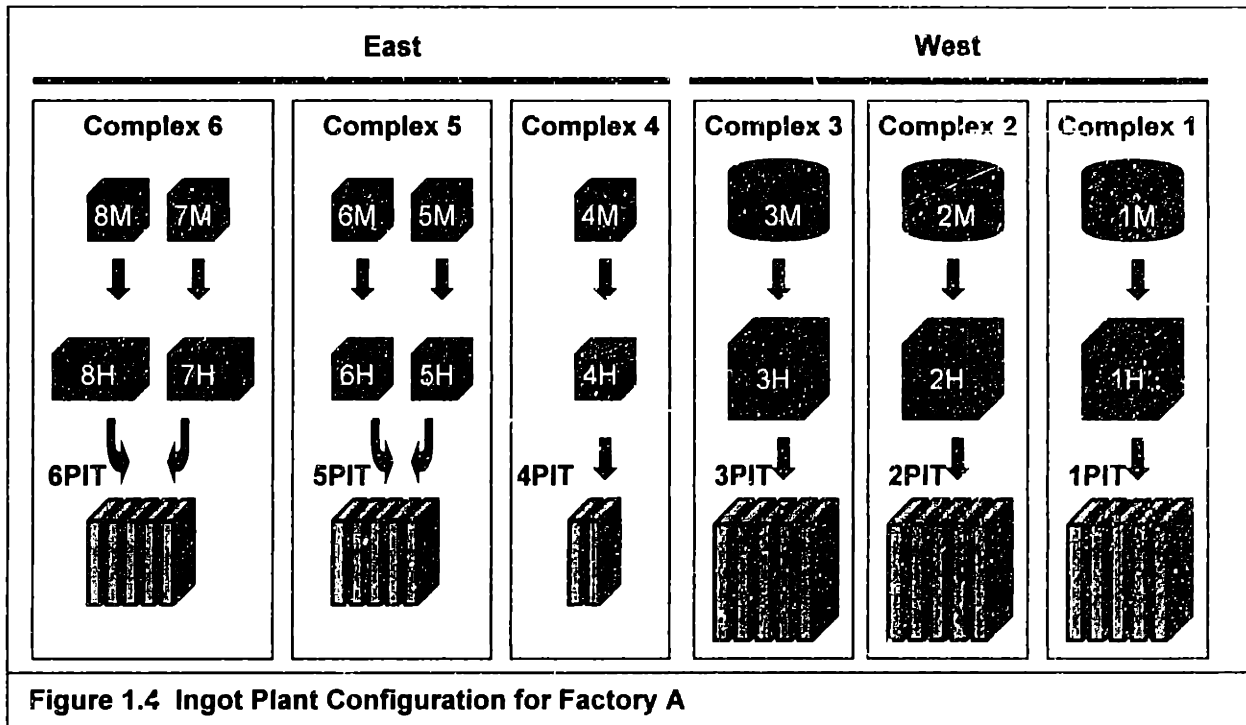 East West
Complex 6 Complex 5 Complex 4 Complex 3 Complex 2 Complex 1
8M 7M 6M 5M 4M 3M 2M 1M
8H 7H 6H 5H 4H 3H 2H 1H
6PIT 5PIT 4PIT 3PIT 2PIT 1PIT
Figure 1.4 Ingot Plant Configuration for Factory A